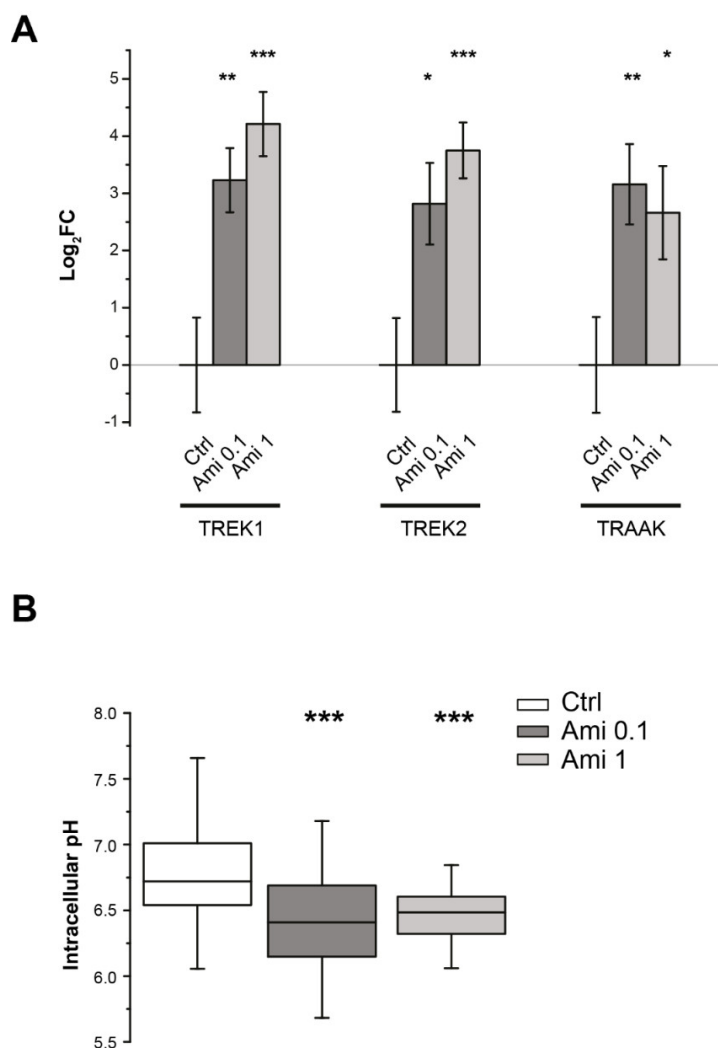 A
*** *** *
** * **
5
4
3
2
1
0
-1
Log₂FC
Ctrl Ami 0.1 Ami 1 Ctrl Ami 0.1 Ami 1 Ctrl Ami 0.1 Ami 1
TREK1 TREK2 TRAAK
B
Ctrl
Ami 0.1
Ami 1
*** ***
8.0
7.5
7.0
6.5
6.0
5.5
Intracellular pH